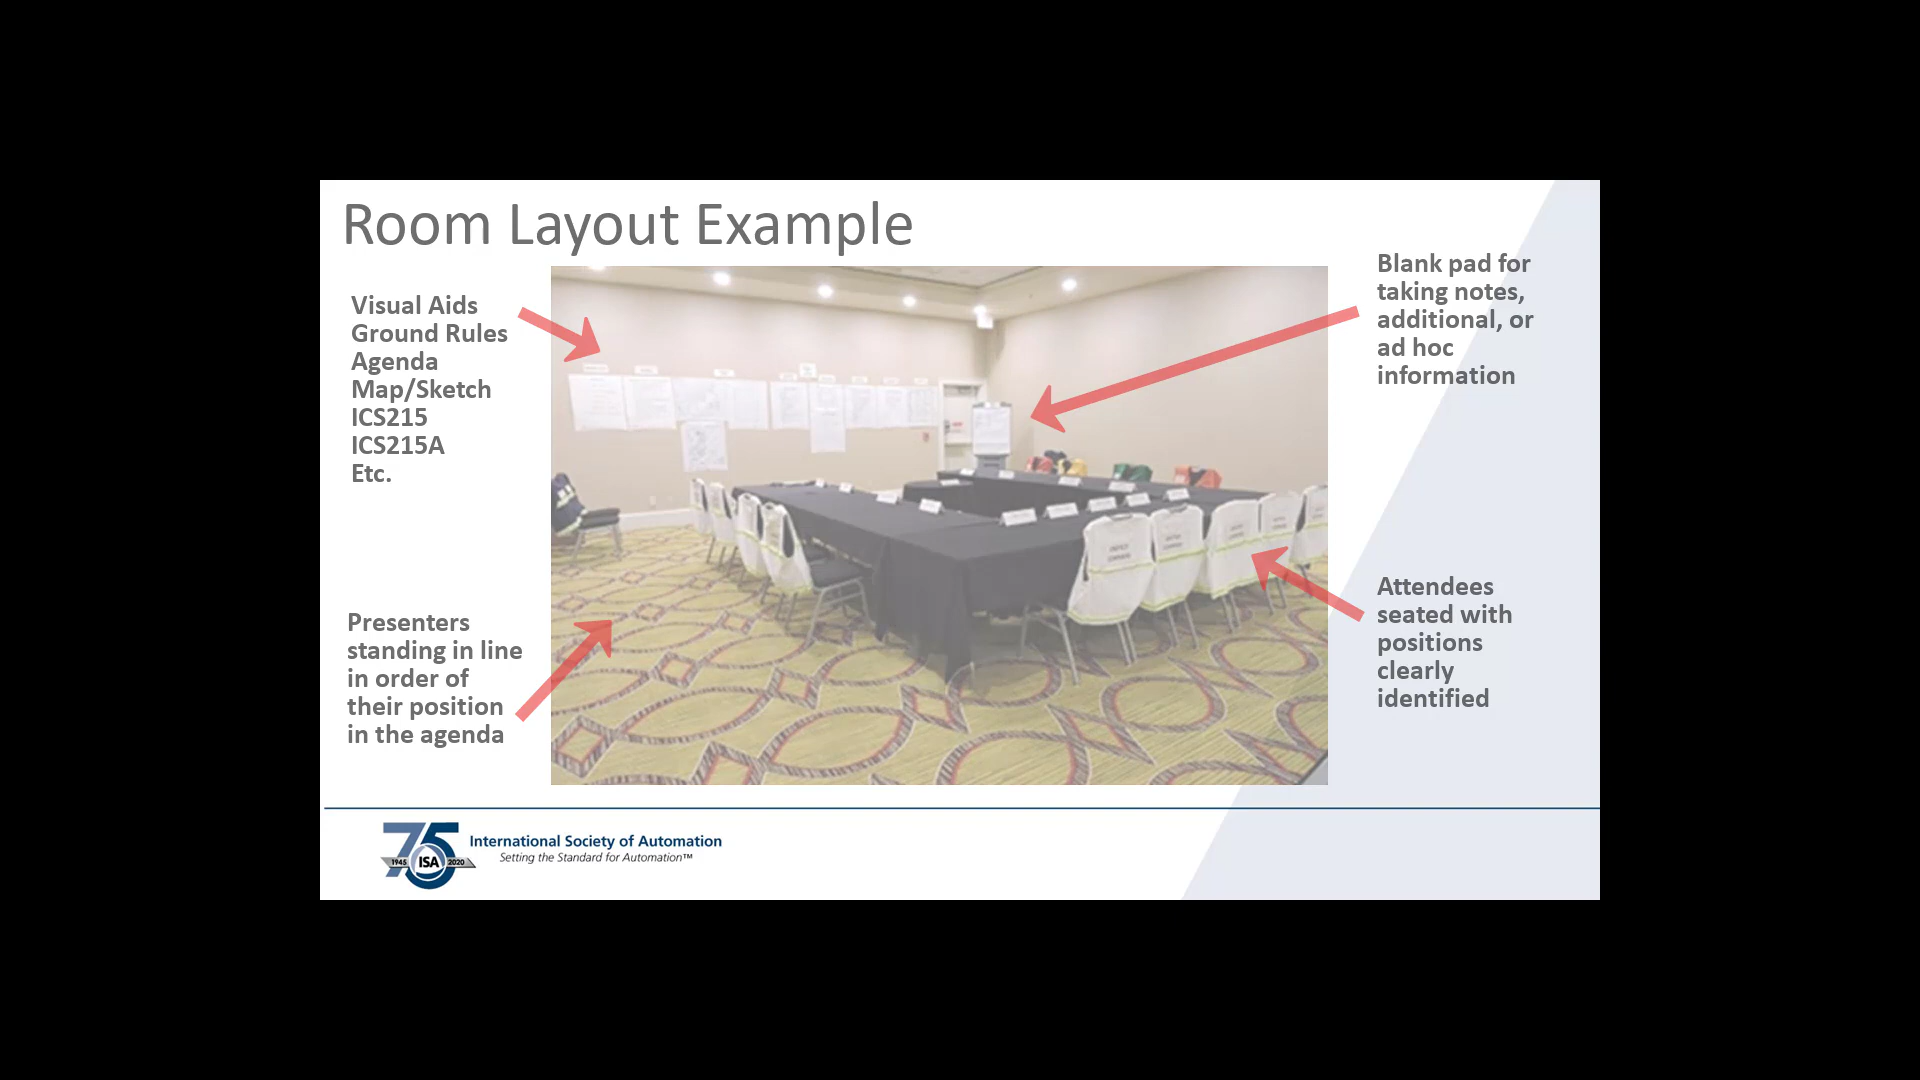 Room Layout Example
Visual Aids
Ground Rules
Agenda
Map/Sketch
ICS215
ICS215A
Etc.
Blank pad for
taking notes,
additional, or
ad hoc
information
Presenters
standing in line
in order of
their position
in the agenda
Attendees
seated with
positions
clearly
identified
75
1945 ISA 2020
International Society of Automation
Setting the Standard for Automation™